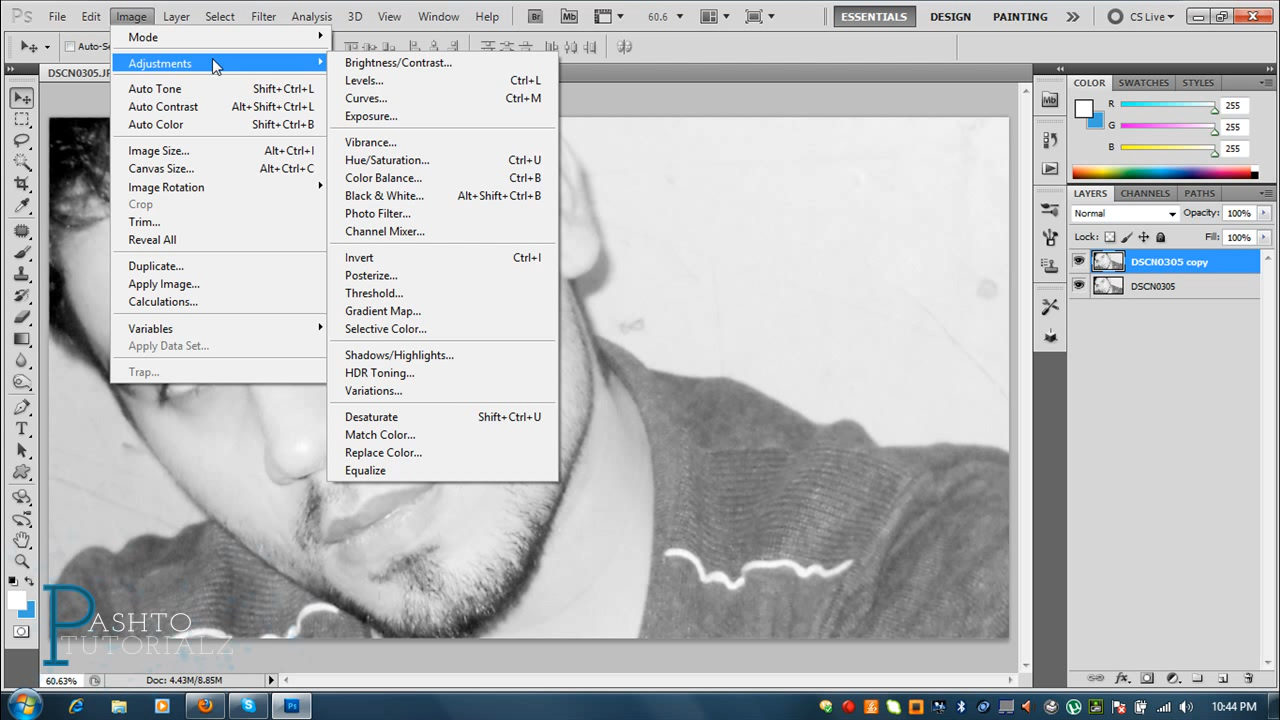 Ps File Edit Image Layer Select Filter Analysis 3D View Window Help Br Mb 60.6 ESSENTIALS DESIGN PAINTING CS Live
Auto-Se
DSCN0305.JP
Mode
Adjustments
Auto Tone Shift+Ctrl+L
Auto Contrast Alt+Shift+Ctrl+L
Auto Color Shift+Ctrl+B
Image Size... Alt+Ctrl+I
Canvas Size... Alt+Ctrl+C
Image Rotation
Crop
Trim...
Reveal All
Duplicate...
Apply Image...
Calculations...
Variables
Apply Data Set...
Trap...
Brightness/Contrast...
Levels... Ctrl+L
Curves... Ctrl+M
Exposure...
Vibrance...
Hue/Saturation... Ctrl+U
Color Balance... Ctrl+B
Black & White... Alt+Shift+Ctrl+B
Photo Filter...
Channel Mixer...
Invert Ctrl+I
Posterize...
Threshold...
Gradient Map...
Selective Color...
Shadows/Highlights...
HDR Toning...
Variations...
Desaturate Shift+Ctrl+U
Match Color...
Replace Color...
Equalize
Mb
COLOR SWATCHES STYLES
R 255
G 255
B 255
LAYERS CHANNELS PATHS
Normal Opacity: 100%
Lock: Fill: 100%
DSCN0305 copy
DSCN0305
fx
PASHTO
TUTORIALZ
60.63% Doc: 4.43M/8.85M
Ps 10:44 PM